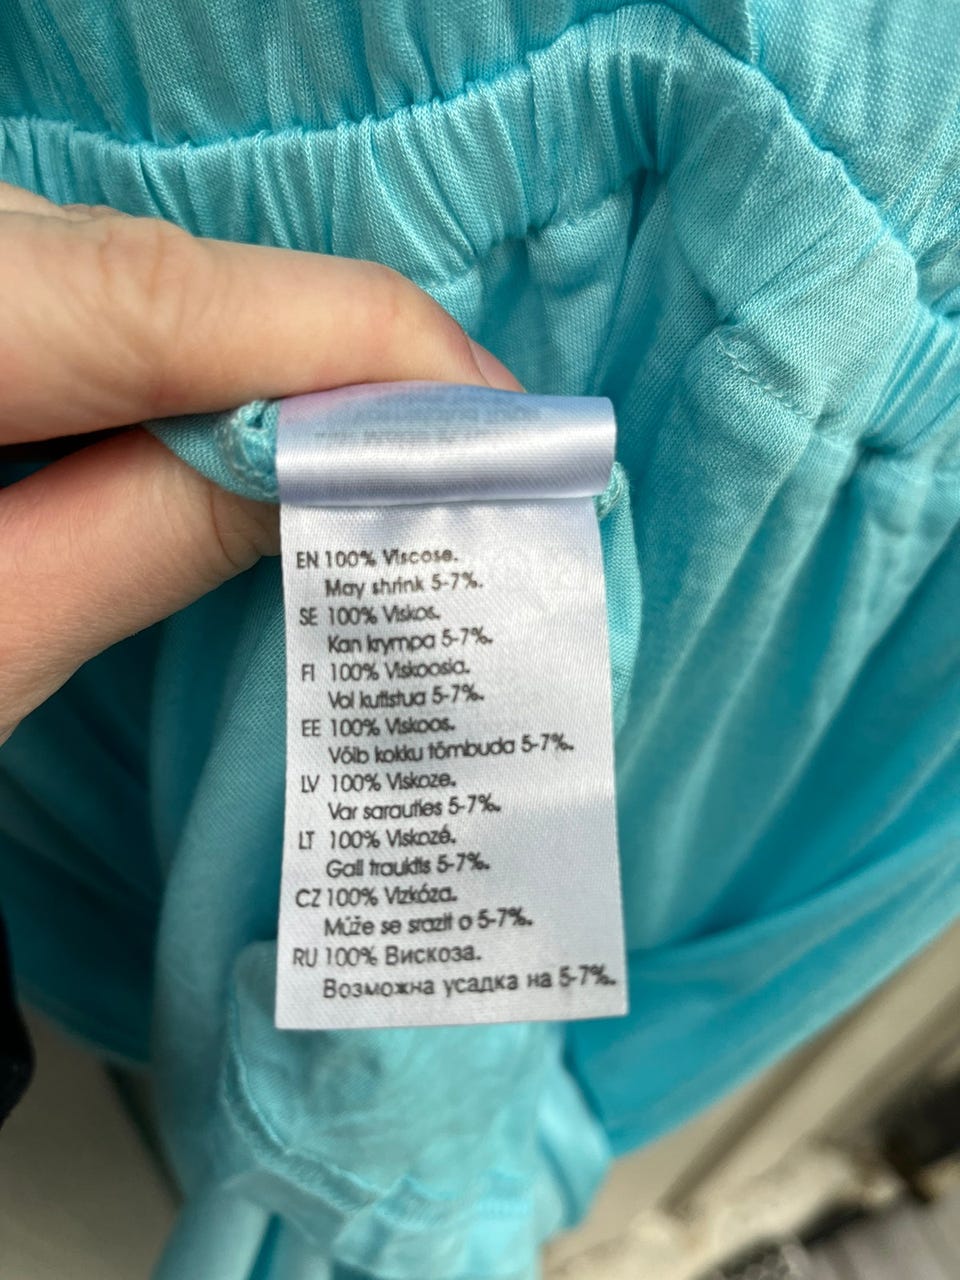 EN 100% Viscose.
May shrink 5-7%.
SE 100% Viskos.
Kan krympa 5-7%.
FI 100% Viskoosia.
Voi kutistua 5-7%.
EE 100% Viskoos.
Võib kokku tõmbuda 5-7%.
LV 100% Viskoze.
Var sarauties 5-7%.
LT 100% Viskozė.
Gali trauktis 5-7%.
CZ 100% Vizkóza.
Může se srazit o 5-7%.
RU 100% Вискоза.
Возможна усадка на 5-7%.